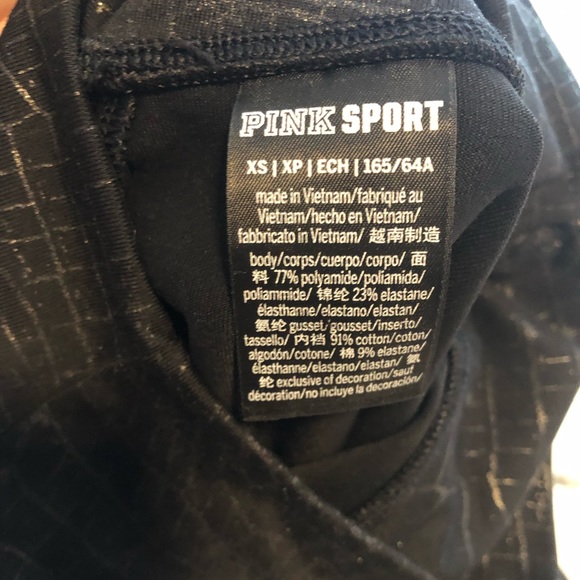 PINK SPORT
XS | XP | ECH | 165/64A
made in Vietnam/fabriqué au
Vietnam/hecho en Vietnam/
fabbricato in Vietnam/ 越南制造
body/corps/cuerpo/corpo/ 面
料 77% polyamide/poliamida/
poliammide/ 锦纶 23% elastane/
élasthanne/elastano/elastan/
氨纶 gusset/gousset/inserto/
tassello/ 内裆 91% cotton/coton/
algodón/cotone/ 棉 9% elastane/
élasthanne/elastano/elastan/ 氨
纶 exclusive of decoration/sauf
décoration/no incluye la decoración/